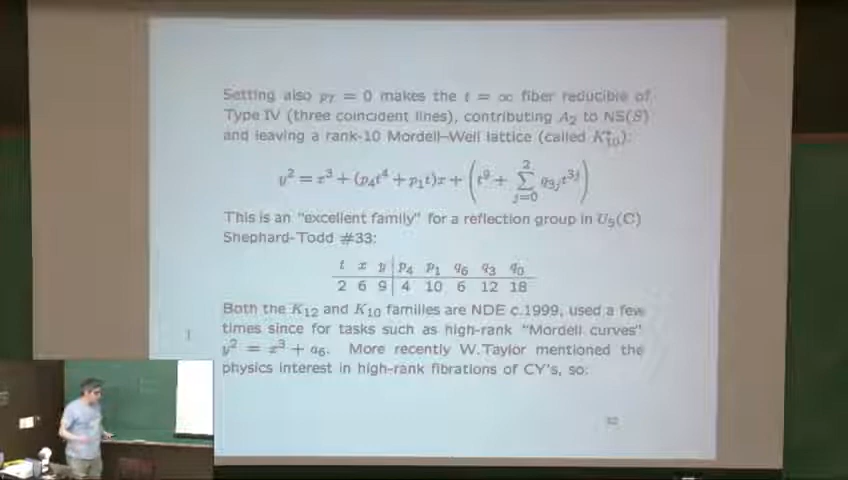 Setting also p₇ = 0 makes the t = ∞ fiber reducible of
Type IV (three coincident lines), contributing A₂ to NS(S)
and leaving a rank-10 Mordell–Weil lattice (called K*₁₀):
y² = x³ + (p₄t⁴ + p₁t)x + (t⁹ + ∑_{j=0}^{2} q₃ⱼt³ʲ)
This is an "excellent family" for a reflection group in U₅(C)
Shephard-Todd #33:
t x y | p₄ p₁ q₆ q₃ q₀
2 6 9 | 4 10 6 12 18
Both the K₁₂ and K₁₀ families are NDE c.1999, used a few
times since for tasks such as high-rank "Mordell curves"
y² = x³ + a₆. More recently W.Taylor mentioned the
physics interest in high-rank fibrations of CY's, so: